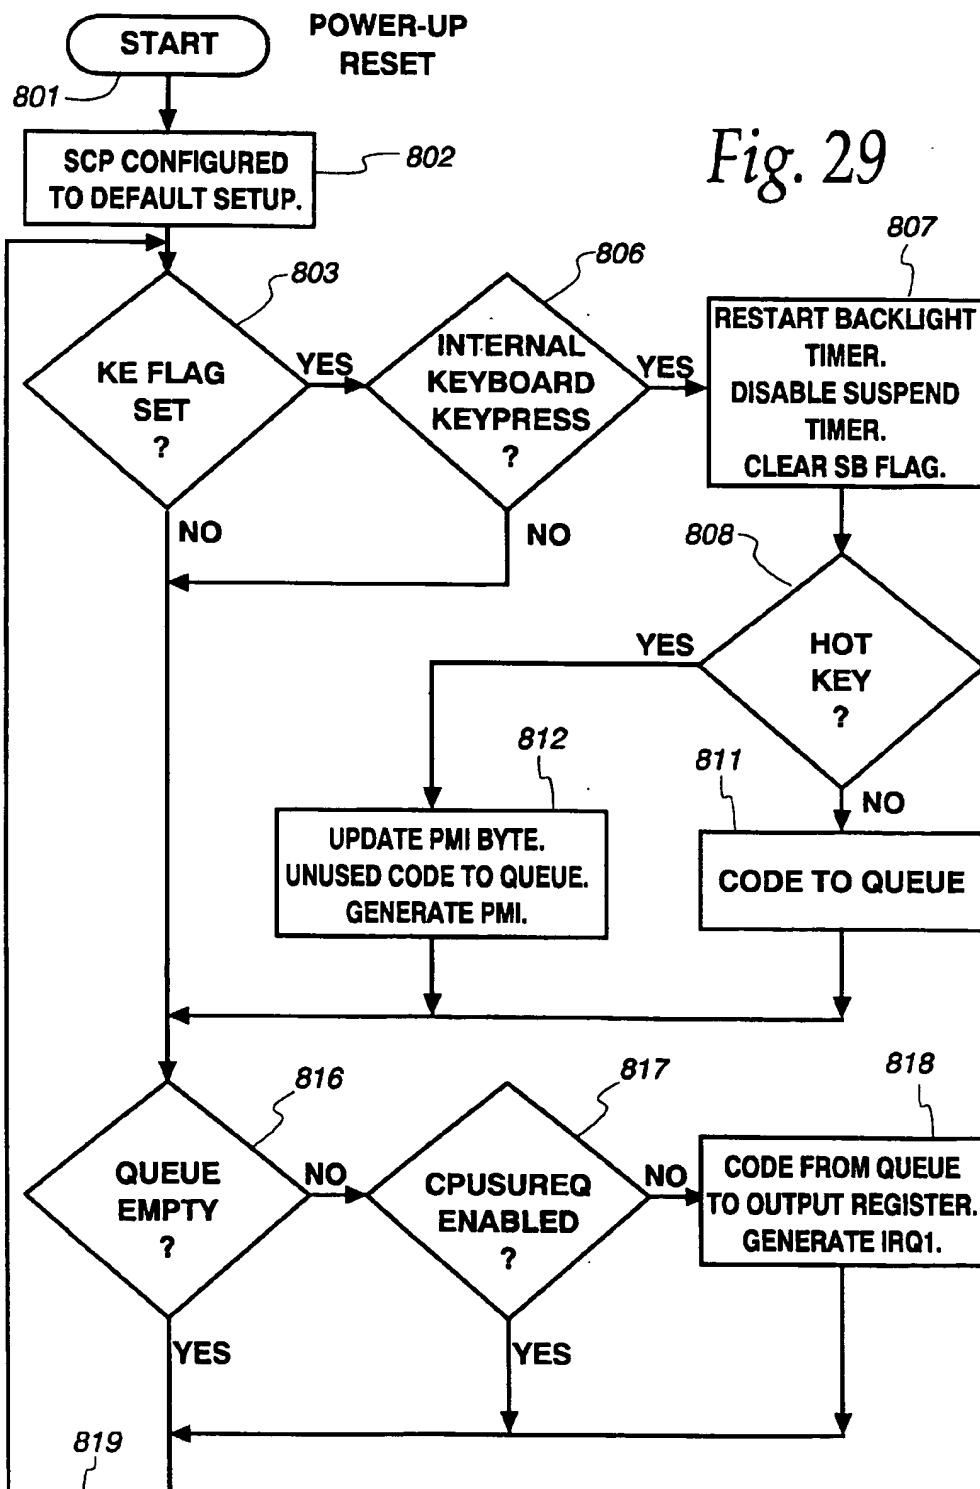 START
POWER-UP
RESET
801
SCP CONFIGURED
TO DEFAULT SETUP.
802
Fig. 29
803
KE FLAG
SET
?
YES
NO
806
INTERNAL
KEYBOARD
KEYPRESS
?
YES
NO
807
RESTART BACKLIGHT
TIMER.
DISABLE SUSPEND
TIMER.
CLEAR SB FLAG.
808
HOT
KEY
?
YES
NO
812
UPDATE PMI BYTE.
UNUSED CODE TO QUEUE.
GENERATE PMI.
811
CODE TO QUEUE
816
QUEUE
EMPTY
?
NO
YES
817
CPUSUREQ
ENABLED
?
NO
YES
818
CODE FROM QUEUE
TO OUTPUT REGISTER.
GENERATE IRQ1.
819